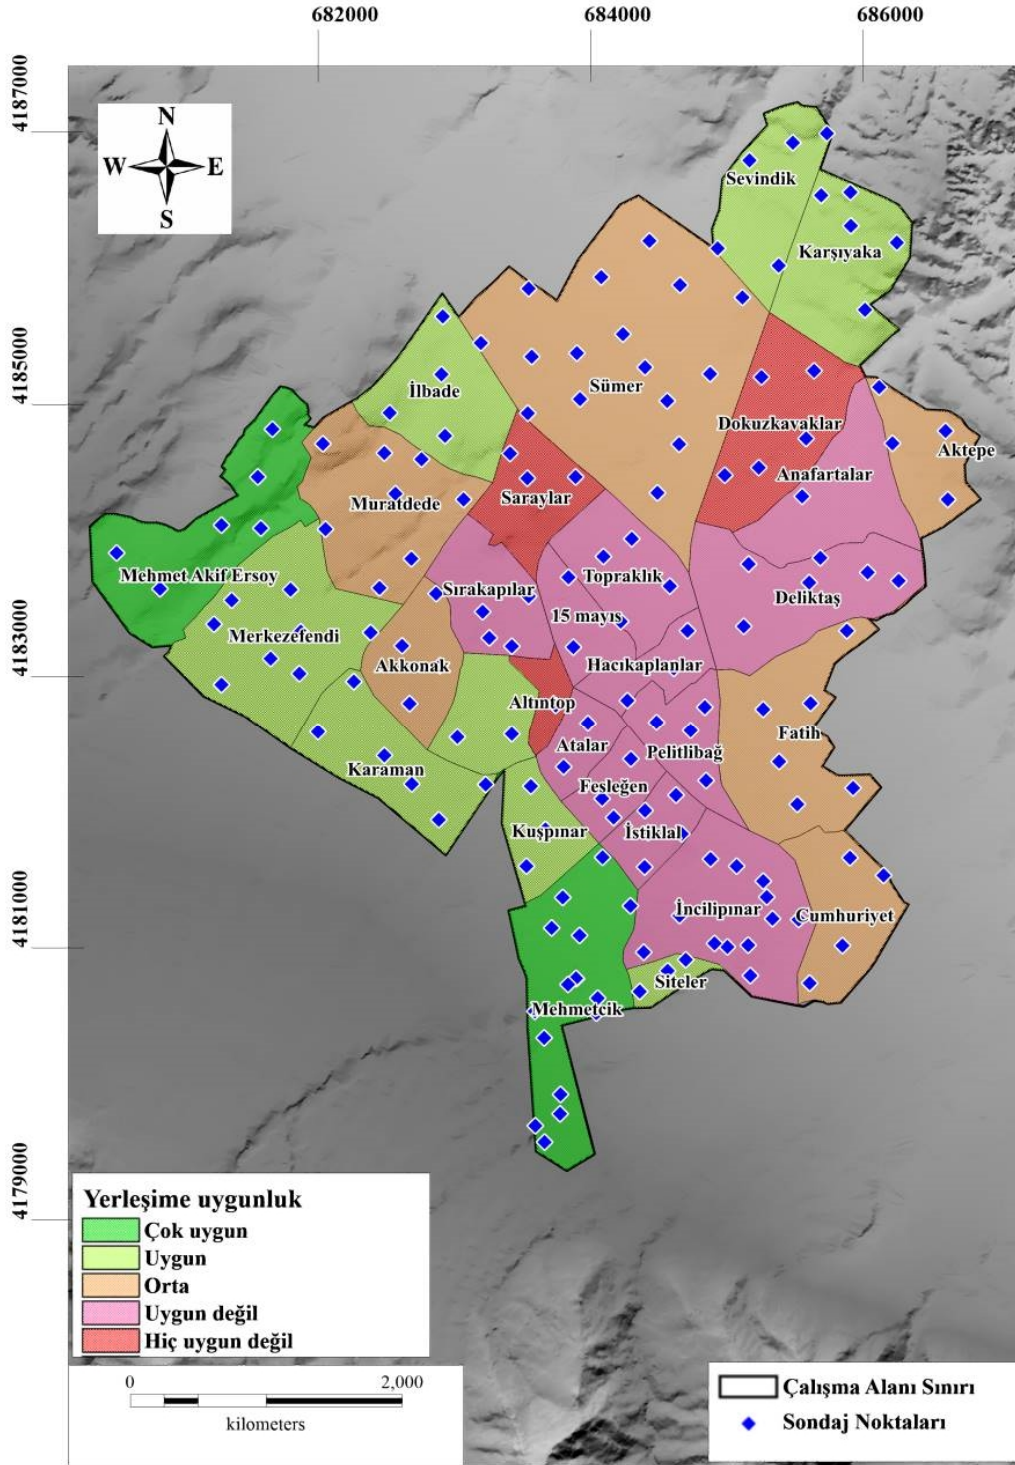 682000 684000 686000
4187000
4185000
4183000
4181000
4179000
N
W E
S
Sevindik
Karşıyaka
İlbade
Sümer
Dokuzkavaklar
Aktepe
Anafartalar
Saraylar
Muratdede
Mehmet Akif Ersoy
Sırakapılar
Topraklık
Deliktaş
15 mayıs
Merkezefendi
Akkonak
Hacıkaplanlar
Altıntop
Fatih
Atalar
Pelitlibağ
Karaman
Fesleğen
Kuşpınar
İstiklal
İncilipınar
Cumhuriyet
Siteler
Mehmetcik
Yerleşime uygunluk
Çok uygun
Uygun
Orta
Uygun değil
Hiç uygun değil
0 2,000
kilometers
Çalışma Alanı Sınırı
Sondaj Noktaları